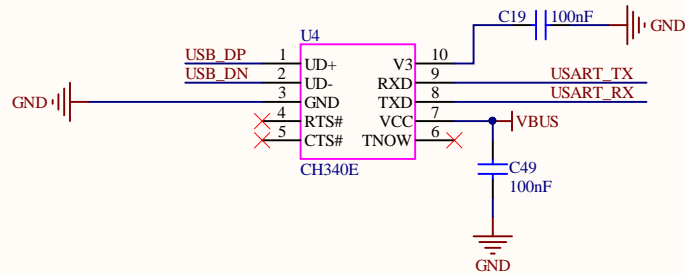 C19
100nF
GND
U4
USB_DP
1
UD+
V3
10
USB_DN
2
UD-
RXD
9
USART_TX
GND
3
GND
TXD
8
USART_RX
4
RTS#
VCC
7
VBUS
5
CTS#
TNOW
6
CH340E
C49
100nF
GND